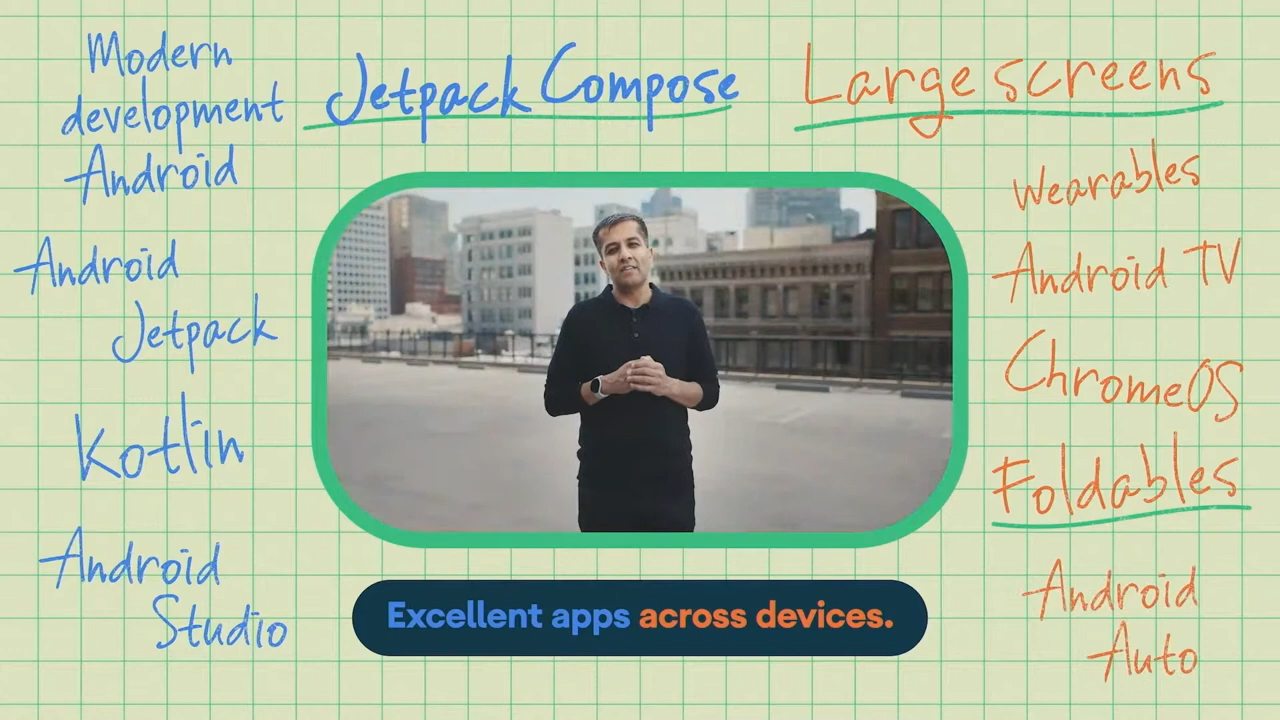 Modern
development
Android
Android
Jetpack
Kotlin
Android
Studio
Jetpack Compose
Large screens
Wearables
Android TV
ChromeOS
Foldables
Android
Auto
Excellent apps across devices.